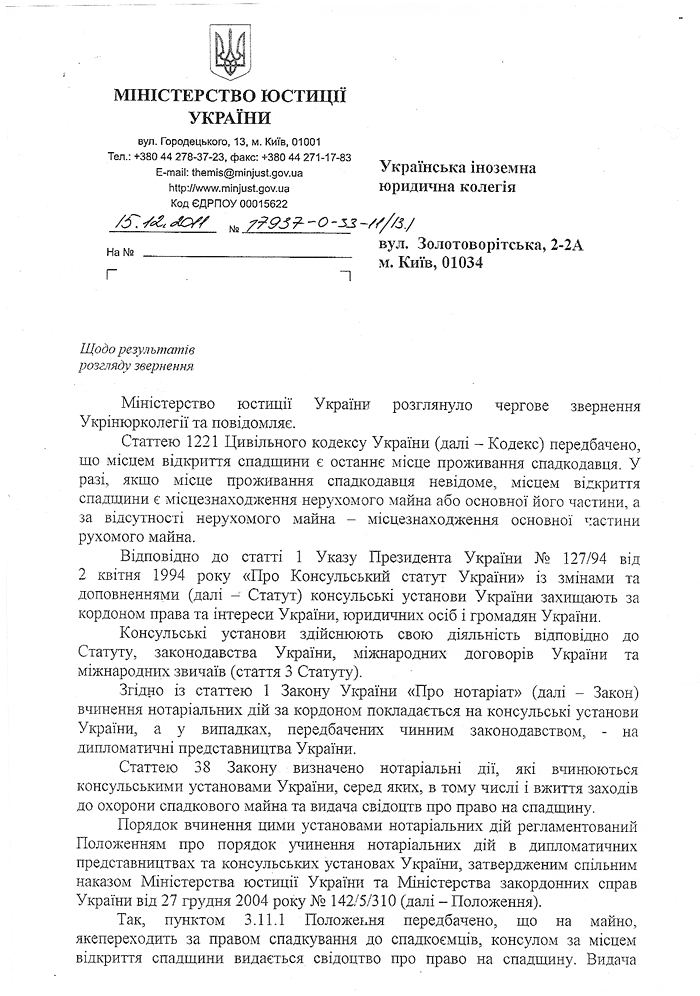 МІНІСТЕРСТВО ЮСТИЦІЇ
УКРАЇНИ
вул. Городецького, 13, м. Київ, 01001
Тел.: +380 44 278-37-23, факс: +380 44 271-17-83
E-mail: themis@minjust.gov.ua
http://www.minjust.gov.ua
Код ЄДРПОУ 00015622
15.12.2011 № 17937-0-33-11/13.1
На №
Українська іноземна
юридична колегія
вул. Золотоворітська, 2-2А
м. Київ, 01034
Щодо результатів
розгляду звернення
Міністерство юстиції України розглянуло чергове звернення
Укрінюрколегії та повідомляє.
Статтею 1221 Цивільного кодексу України (далі – Кодекс) передбачено,
що місцем відкриття спадщини є останнє місце проживання спадкодавця. У
разі, якщо місце проживання спадкодавця невідоме, місцем відкриття
спадщини є місцезнаходження нерухомого майна або основної його частини, а
за відсутності нерухомого майна – місцезнаходження основної частини
рухомого майна.
Відповідно до статті 1 Указу Президента України № 127/94 від
2 квітня 1994 року «Про Консульський статут України» із змінами та
доповненнями (далі – Статут) консульські установи України захищають за
кордоном права та інтереси України, юридичних осіб і громадян України.
Консульські установи здійснюють свою діяльність відповідно до
Статуту, законодавства України, міжнародних договорів України та
міжнародних звичаїв (стаття 3 Статуту).
Згідно із статтею 1 Закону України «Про нотаріат» (далі – Закон)
вчинення нотаріальних дій за кордоном покладається на консульські установи
України, а у випадках, передбачених чинним законодавством, - на
дипломатичні представництва України.
Статтею 38 Закону визначено нотаріальні дії, які вчинюються
консульськими установами України, серед яких, в тому числі і вжиття заходів
до охорони спадкового майна та видача свідоцтв про право на спадщину.
Порядок вчинення цими установами нотаріальних дій регламентований
Положенням про порядок учинення нотаріальних дій в дипломатичних
представництвах та консульських установах України, затвердженим спільним
наказом Міністерства юстиції України та Міністерства закордонних справ
України від 27 грудня 2004 року № 142/5/310 (далі – Положення).
Так, пунктом 3.11.1 Положення передбачено, що на майно,
якепереходить за правом спадкування до спадкоємців, консулом за місцем
відкриття спадщини видається свідоцтво про право на спадщину. Видача